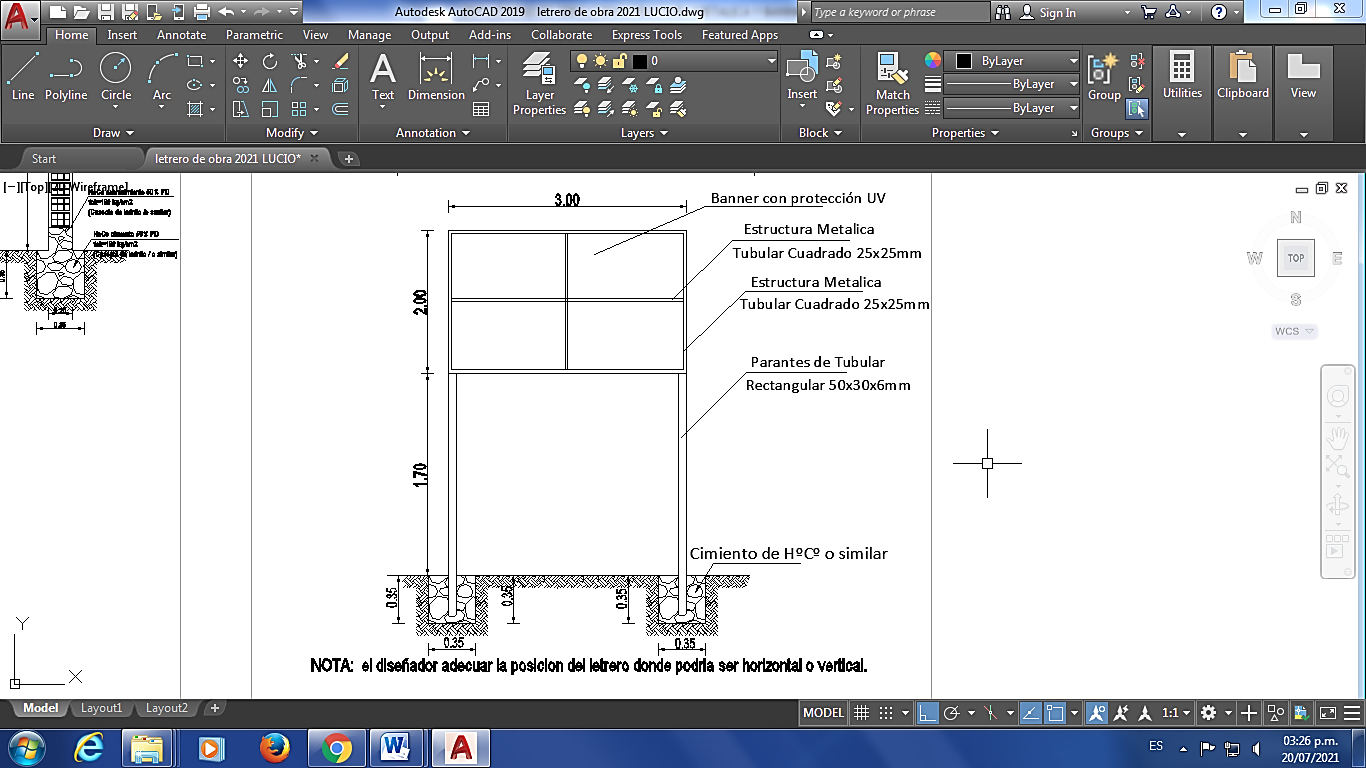 Autodesk AutoCAD 2019 letrero de obra 2021 LUCIO.dwg
Type a keyword or phrase
Sign In
Home Insert Annotate Parametric View Manage Output Add-ins Collaborate Express Tools Featured Apps
Line Polyline Circle Arc
Text Dimension
Layer Properties
0
Insert
Match Properties
ByLayer
ByLayer
ByLayer
Group
Utilities
Clipboard
View
Draw
Modify
Annotation
Layers
Block
Properties
Groups
Start
letrero de obra 2021 LUCIO*
[−][Top][2D Wireframe]
3.00
Banner con protección UV
Estructura Metalica
Tubular Cuadrado 25x25mm
Estructura Metalica
Tubular Cuadrado 25x25mm
2.00
Parantes de Tubular
Rectangular 50x30x6mm
1.70
Cimiento de HºCº o similar
0.35
0.35
0.35
0.35
0.35
NOTA: el diseñador adecuar la posicion del letrero donde podria ser horizontal o vertical.
N
W
TOP
E
S
WCS
Y
X
Model
Layout1
Layout2
MODEL
1:1
ES
03:26 p.m.
20/07/2021